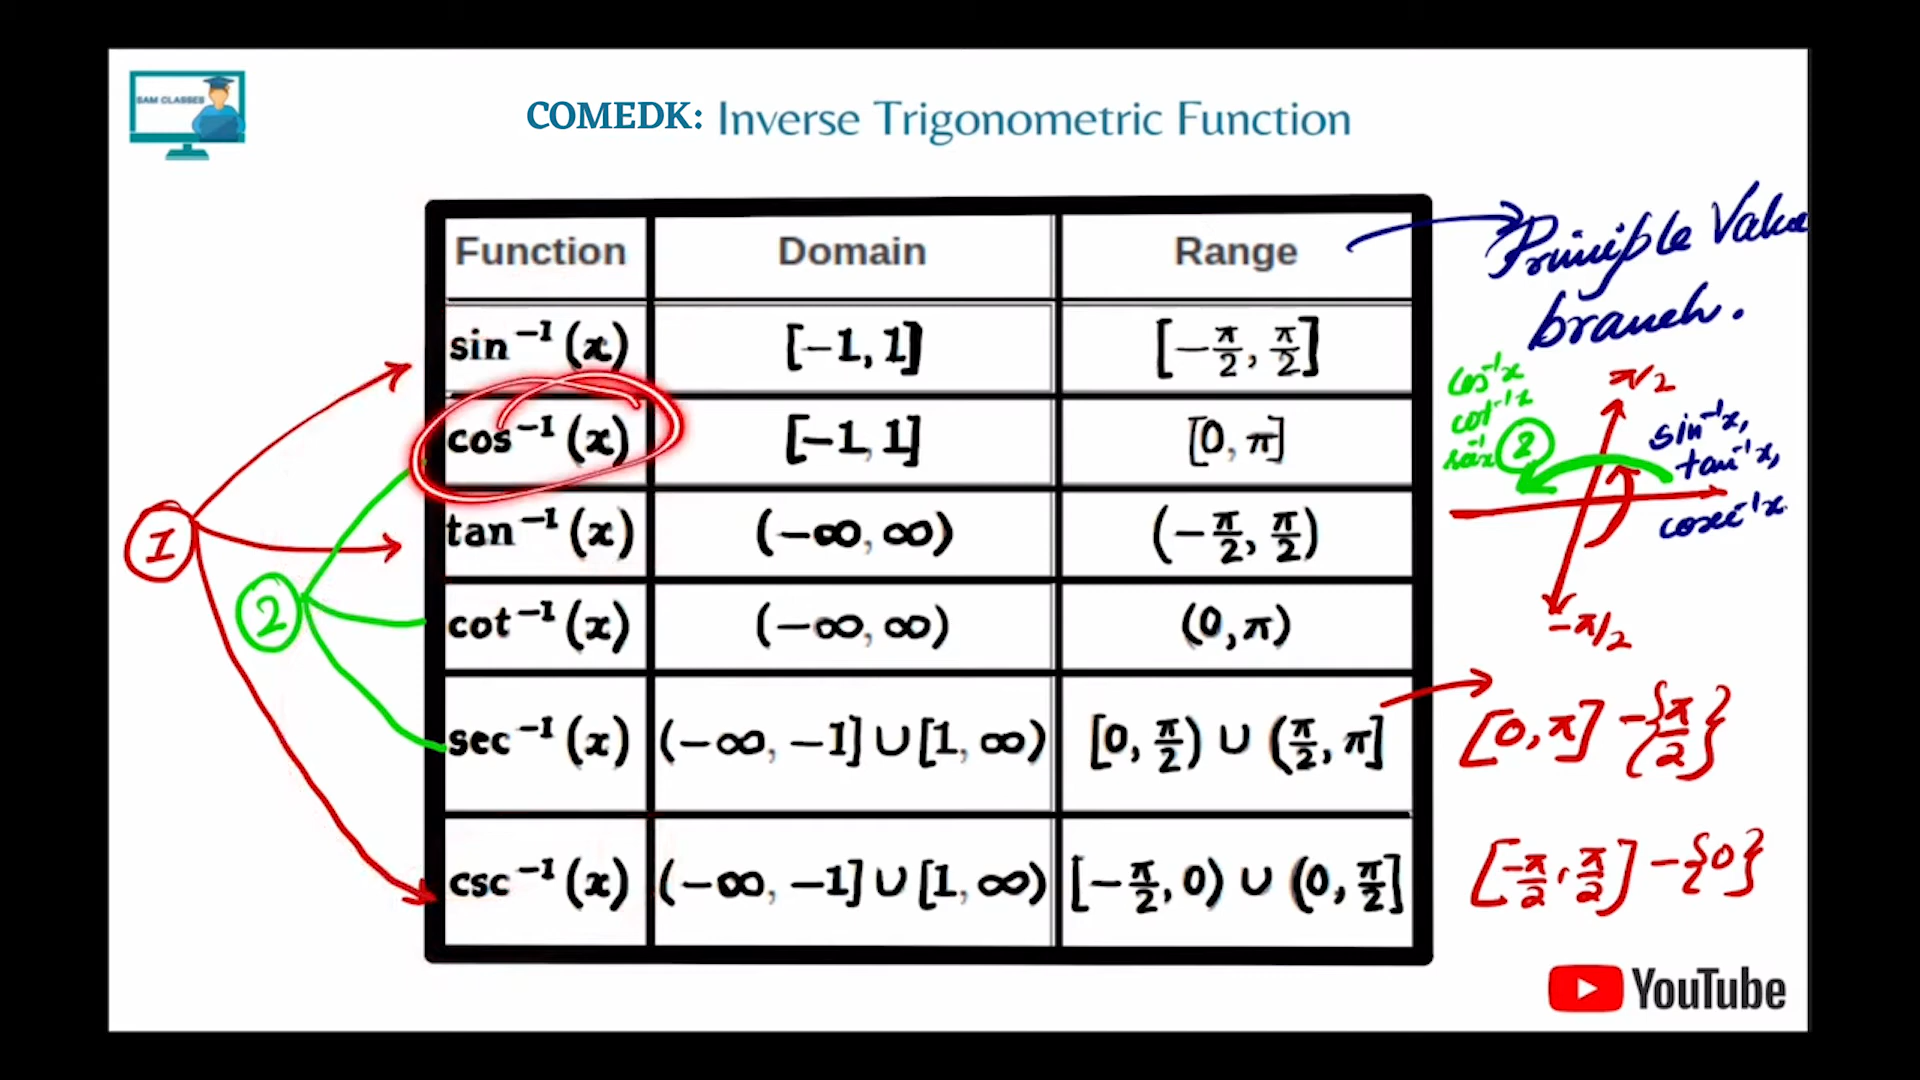 SAM CLASSES
COMEDK: Inverse Trigonometric Function
Function Domain Range
sin⁻¹(x) [−1, 1] [−π/2, π/2]
cos⁻¹(x) [−1, 1] [0, π]
tan⁻¹(x) (−∞, ∞) (−π/2, π/2)
cot⁻¹(x) (−∞, ∞) (0, π)
sec⁻¹(x) (−∞, −1] ∪ [1, ∞) [0, π/2) ∪ (π/2, π]
csc⁻¹(x) (−∞, −1] ∪ [1, ∞) [−π/2, 0) ∪ (0, π/2]
1
2
Principle Value
branch.
cos⁻¹x
cot⁻¹x
2
π/2
sin⁻¹x,
tan⁻¹x,
cosec⁻¹x.
−π/2
[0, π] − {π/2}
[−π/2, π/2] − {0}
YouTube